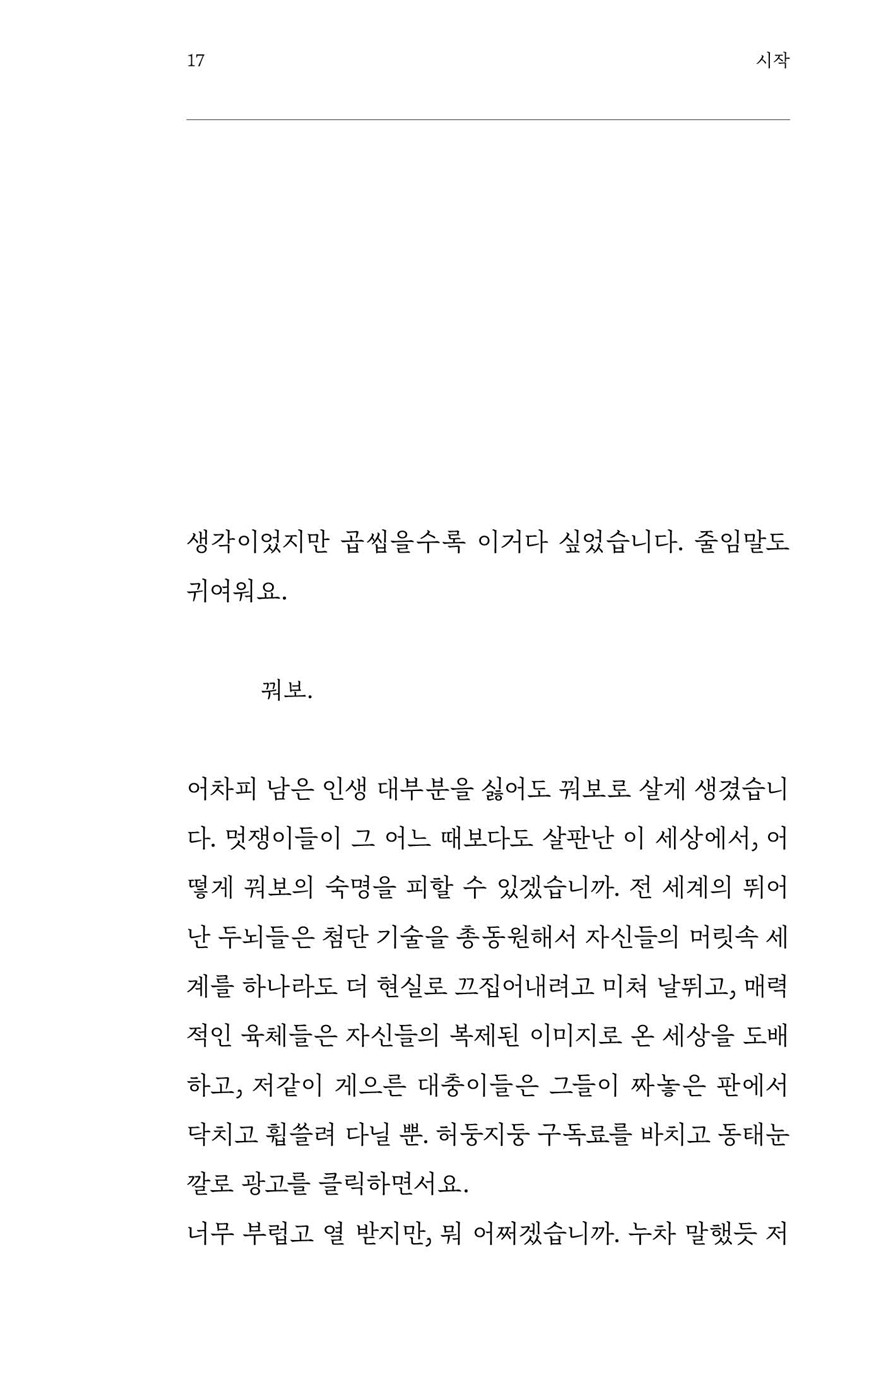 17 시작
생각이었지만 곱씹을수록 이거다 싶었습니다. 줄임말도
귀여워요.
꿔보.
어차피 남은 인생 대부분을 싫어도 꿔보로 살게 생겼습니
다. 멋쟁이들이 그 어느 때보다도 살판난 이 세상에서, 어
떻게 꿔보의 숙명을 피할 수 있겠습니까. 전 세계의 뛰어
난 두뇌들은 첨단 기술을 총동원해서 자신들의 머릿속 세
계를 하나라도 더 현실로 끄집어내려고 미쳐 날뛰고, 매력
적인 육체들은 자신들의 복제된 이미지로 온 세상을 도배
하고, 저같이 게으른 대충이들은 그들이 짜놓은 판에서
닥치고 휩쓸려 다닐 뿐. 허둥지둥 구독료를 바치고 동태눈
깔로 광고를 클릭하면서요.
너무 부럽고 열 받지만, 뭐 어쩌겠습니까. 누차 말했듯 저